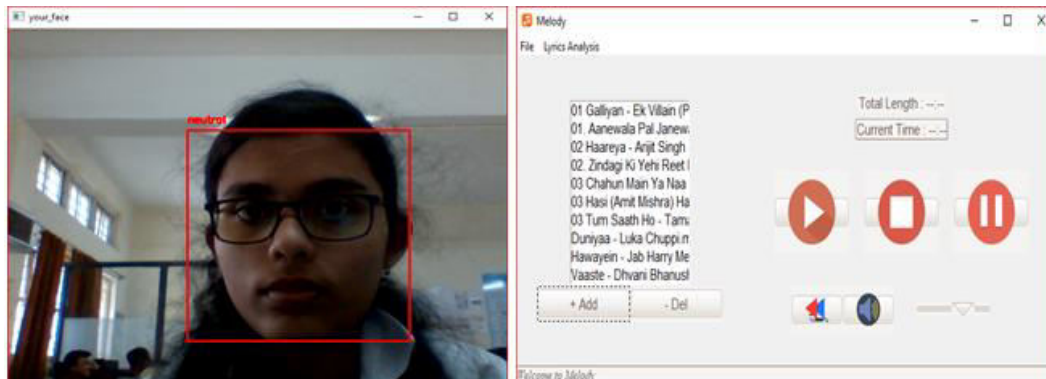 your_face
neutral
Melody
File Lyrics Analysis
01 Galliyan - Ek Villain (P
01. Aanewala Pal Janew
02 Haareya - Arijit Singh
02. Zindagi Ki Yehi Reet
03 Chahun Main Ya Naa
03 Hasi (Amit Mishra) Ha
03 Tum Saath Ho - Tama
Duniyaa - Luka Chuppi.m
Hawayein - Jab Harry Me
Vaaste - Dhvani Bhanush
+ Add
- Del
Total Length : --:--
Current Time : --:--
Welcome to Melody